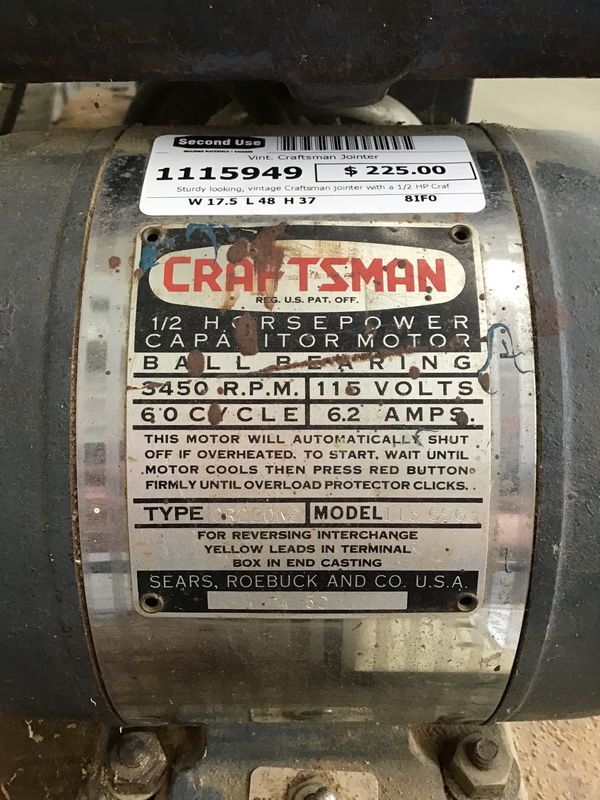 Second Use
BUILDING MATERIALS • SALVAGE
Vint. Craftsman Jointer
1115949 $ 225.00
Sturdy looking, vintage Craftsman jointer with a 1/2 HP Craf
W 17.5 L 48 H 37 8IF0
CRAFTSMAN
REG. U.S. PAT. OFF.
1/2 HORSEPOWER
CAPACITOR MOTOR
BALL BEARING
3450 R.P.M. 115 VOLTS
60 CYCLE 6.2 AMPS.
THIS MOTOR WILL AUTOMATICALLY SHUT
OFF IF OVERHEATED. TO START, WAIT UNTIL
MOTOR COOLS THEN PRESS RED BUTTON
FIRMLY UNTIL OVERLOAD PROTECTOR CLICKS.
TYPE MODEL
FOR REVERSING INTERCHANGE
YELLOW LEADS IN TERMINAL
BOX IN END CASTING
SEARS, ROEBUCK AND CO. U.S.A.